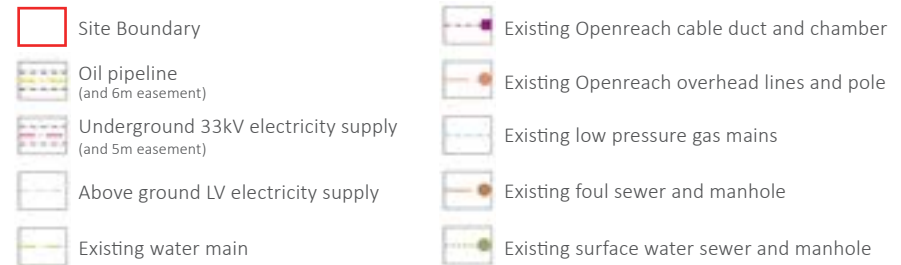 Site Boundary
Oil pipeline
(and 6m easement)
Underground 33kV electricity supply
(and 5m easement)
Above ground LV electricity supply
Existing water main
Existing Openreach cable duct and chamber
Existing Openreach overhead lines and pole
Existing low pressure gas mains
Existing foul sewer and manhole
Existing surface water sewer and manhole